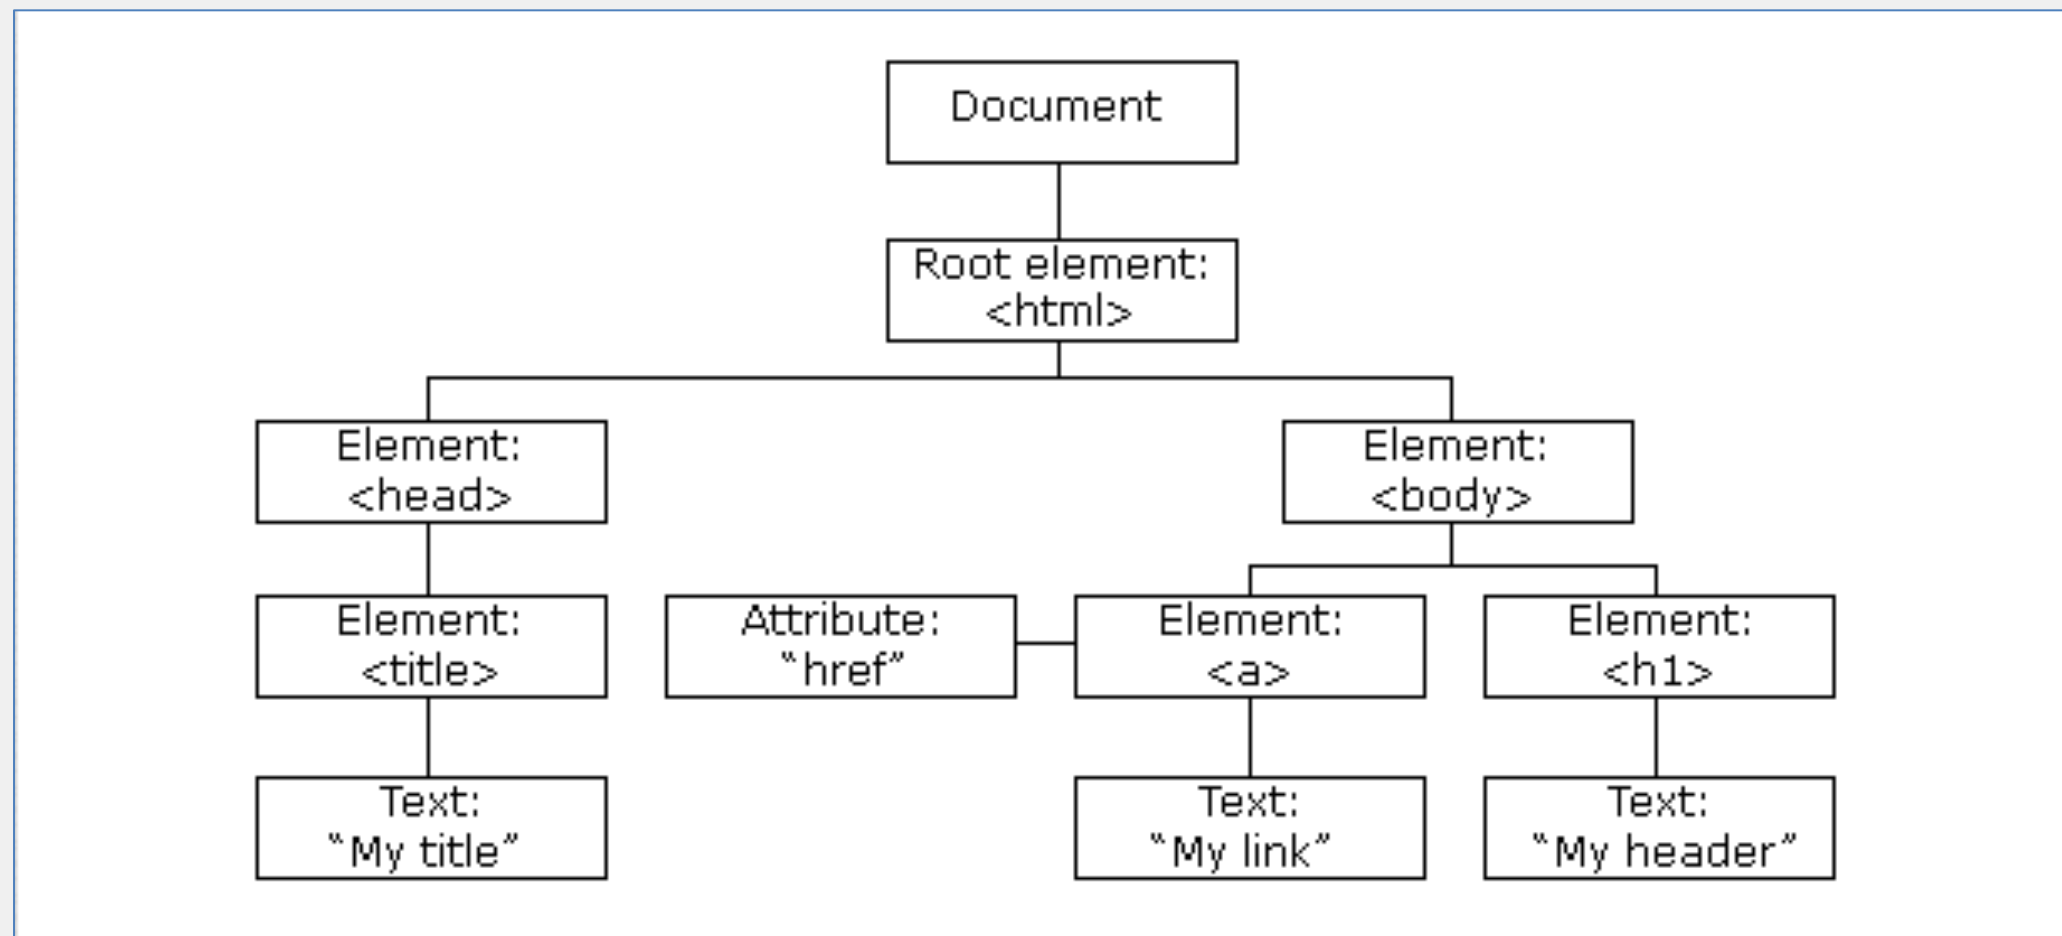 Document
Root element:
<html>
Element:
<head>
Element:
<body>
Element:
<title>
Attribute:
“href”
Element:
<a>
Element:
<h1>
Text:
“My title”
Text:
“My link”
Text:
“My header”